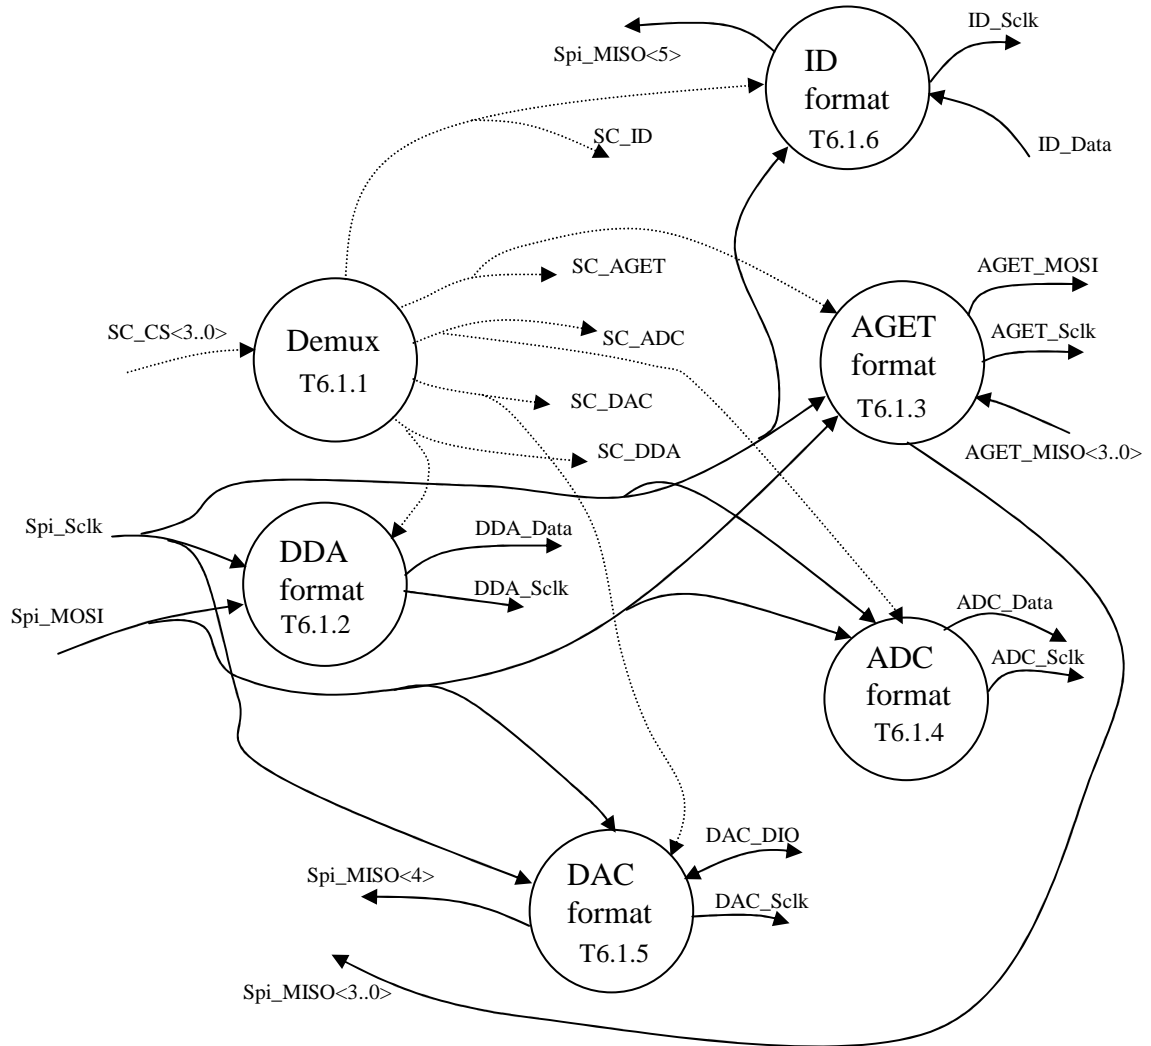 ID_Sclk
Spi_MISO<5>
ID
format
T6.1.6
SC_ID
ID_Data
SC_AGET
AGET_MOSI
SC_CS<3..0>
Demux
T6.1.1
SC_ADC
AGET
format
T6.1.3
AGET_Sclk
SC_DAC
SC_DDA
AGET_MISO<3..0>
Spi_Sclk
DDA
format
T6.1.2
DDA_Data
DDA_Sclk
Spi_MOSI
ADC_Data
ADC
format
T6.1.4
ADC_Sclk
DAC_DIO
Spi_MISO<4>
DAC
format
T6.1.5
DAC_Sclk
Spi_MISO<3..0>